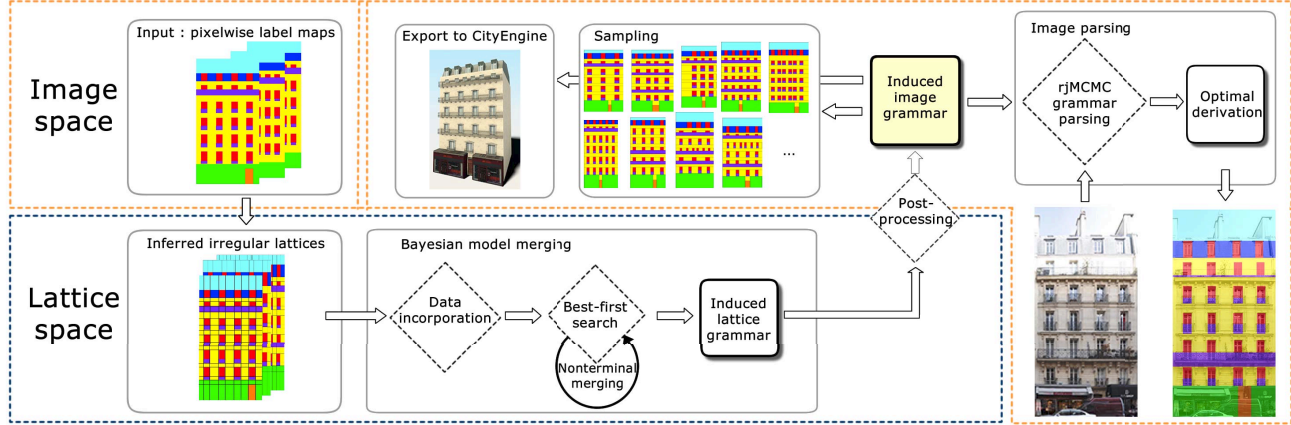 Image
space
Input : pixelwise label maps
Export to CityEngine
Sampling
...
Induced
image
grammar
Image parsing
rjMCMC
grammar
parsing
Optimal
derivation
Post-
processing
Lattice
space
Inferred irregular lattices
Bayesian model merging
Data
incorporation
Best-first
search
Nonterminal
merging
Induced
lattice
grammar